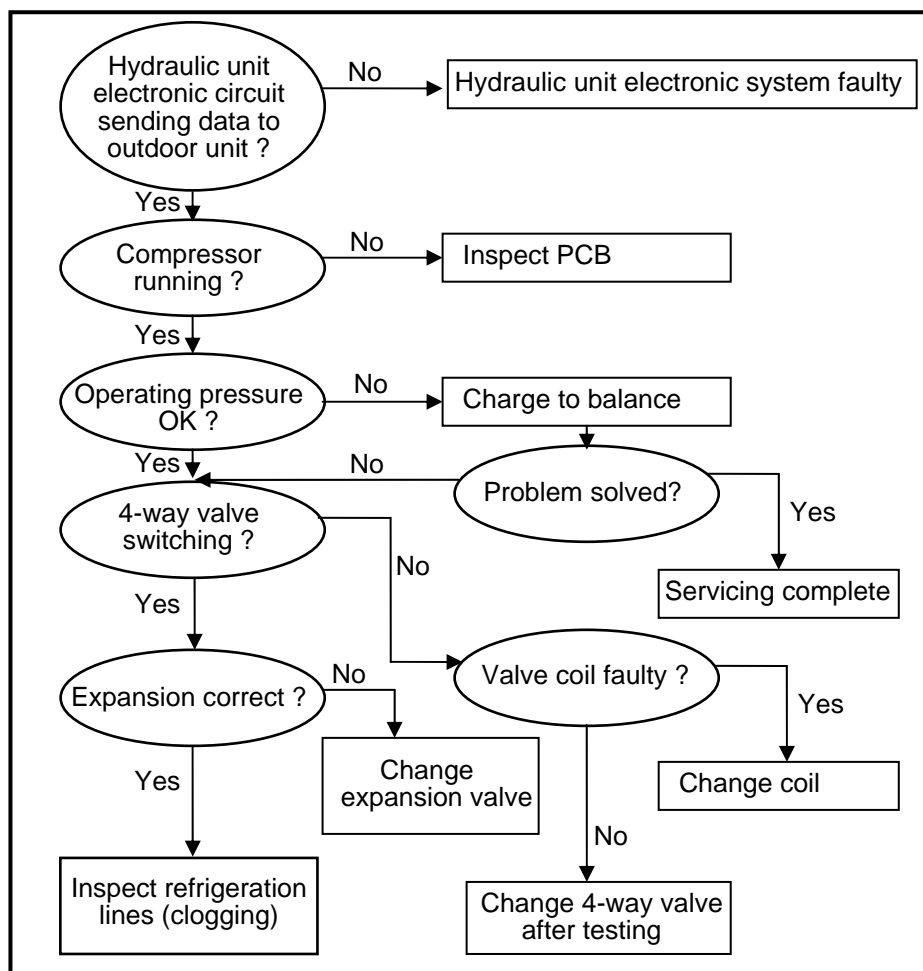 Hydraulic unit
electronic circuit
sending data to
outdoor unit ?
No
Hydraulic unit electronic system faulty
Yes
Compressor
running ?
No
Inspect PCB
Yes
Operating pressure
OK ?
No
Charge to balance
Yes
No
Problem solved?
Yes
Servicing complete
4-way valve
switching ?
No
Yes
Valve coil faulty ?
Yes
Change coil
No
Change 4-way valve
after testing
Expansion correct ?
No
Change
expansion valve
Yes
Inspect refrigeration
lines (clogging)